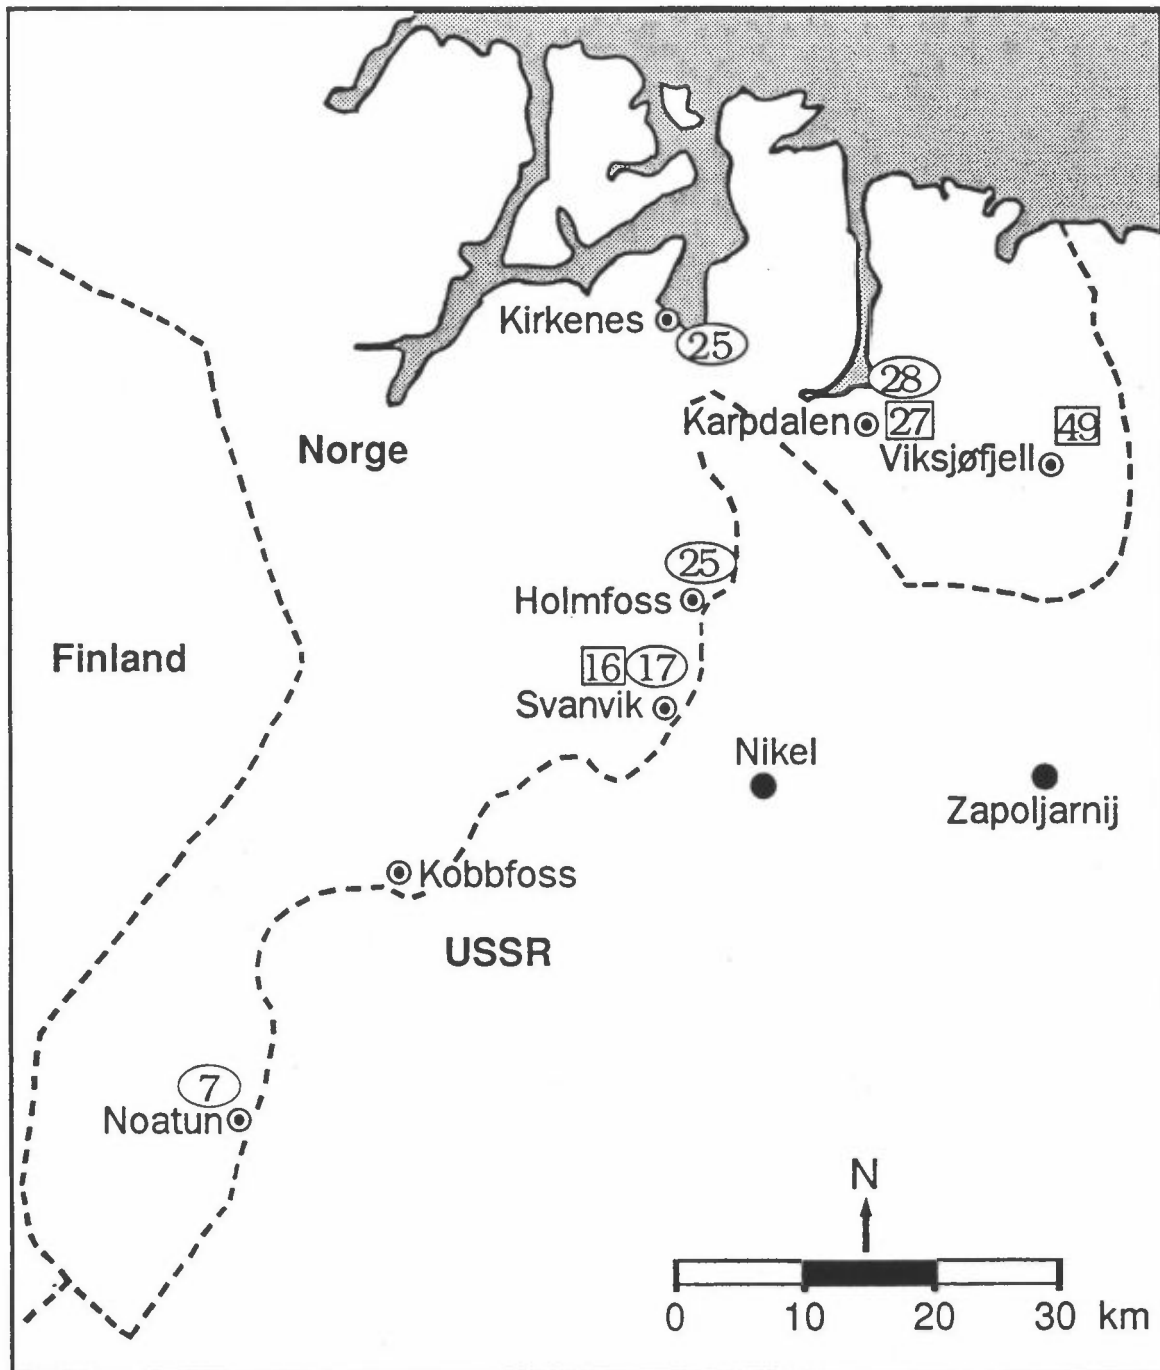 Kirkenes
25
28
Karpdalen 27
49
Viksjøfjell
Norge
25
Holmfoss
Finland
16 17
Svanvik
Nikel
Zapoljarnij
Kobbfoss
USSR
7
Noatun
N
0 10 20 30 km